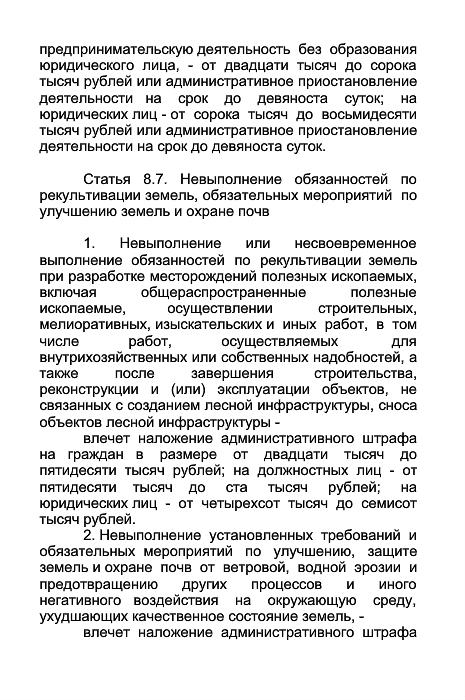 предпринимательскую деятельность без образования
юридического лица, - от двадцати тысяч до сорока
тысяч рублей или административное приостановление
деятельности на срок до девяноста суток; на
юридических лиц - от сорока тысяч до восьмидесяти
тысяч рублей или административное приостановление
деятельности на срок до девяноста суток.
Статья 8.7. Невыполнение обязанностей по
рекультивации земель, обязательных мероприятий по
улучшению земель и охране почв
1. Невыполнение или несвоевременное
выполнение обязанностей по рекультивации земель
при разработке месторождений полезных ископаемых,
включая общераспространенные полезные
ископаемые, осуществлении строительных,
мелиоративных, изыскательских и иных работ, в том
числе работ, осуществляемых для
внутрихозяйственных или собственных надобностей, а
также после завершения строительства,
реконструкции и (или) эксплуатации объектов, не
связанных с созданием лесной инфраструктуры, сноса
объектов лесной инфраструктуры -
влечет наложение административного штрафа
на граждан в размере от двадцати тысяч до
пятидесяти тысяч рублей; на должностных лиц - от
пятидесяти тысяч до ста тысяч рублей; на
юридических лиц - от четырехсот тысяч до семисот
тысяч рублей.
2. Невыполнение установленных требований и
обязательных мероприятий по улучшению, защите
земель и охране почв от ветровой, водной эрозии и
предотвращению других процессов и иного
негативного воздействия на окружающую среду,
ухудшающих качественное состояние земель, -
влечет наложение административного штрафа